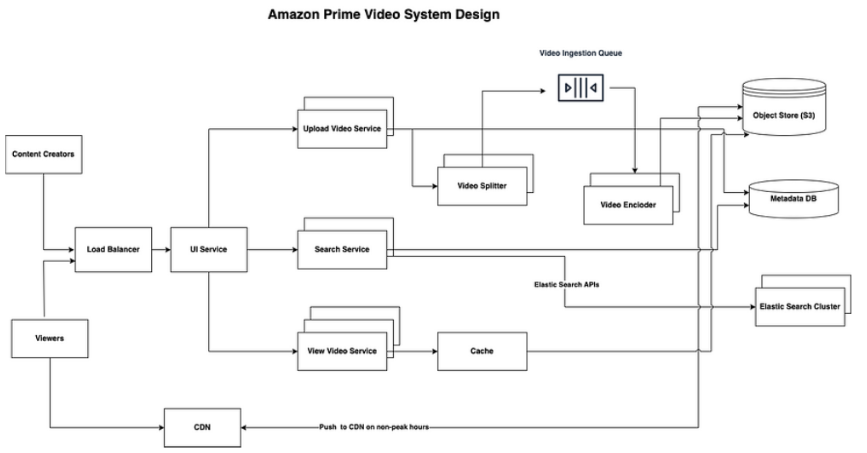 Amazon Prime Video System Design
Video Ingestion Queue
Object Store (S3)
Upload Video Service
Content Creators
Video Splitter
Video Encioder
Metadata DB
Load Balancer
UI Service
Search Service
Elastic Search APIs
Elastic Search Cluster
Viewers
View Video Service
Cache
CDN
Push to CDN on non-peak hours